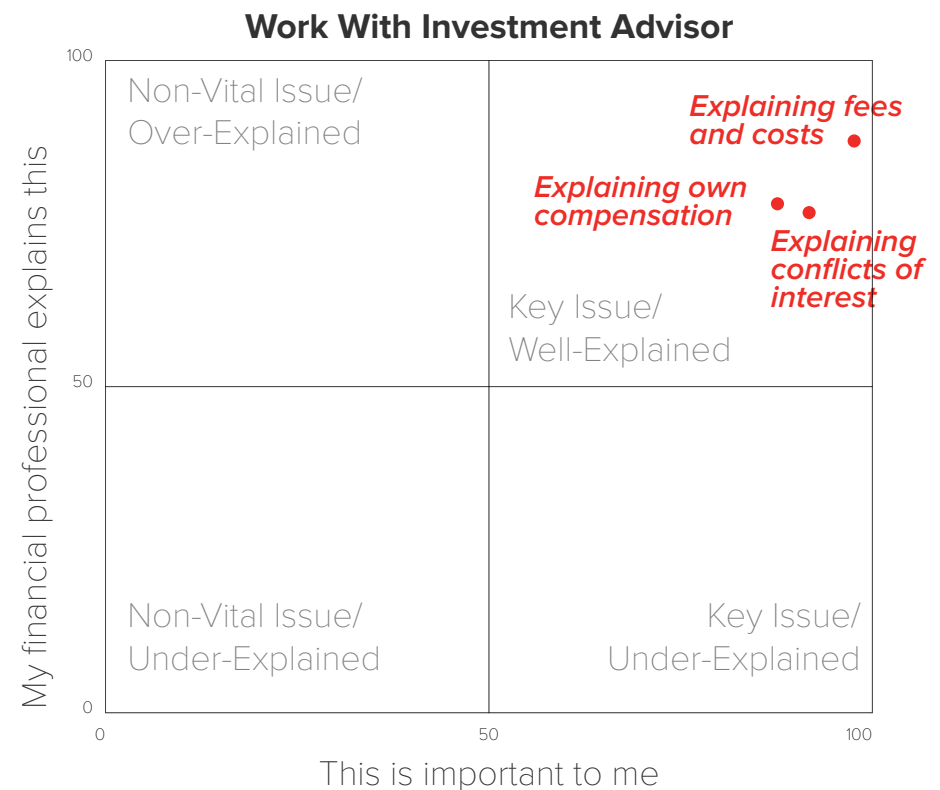 Work With Investment Advisor
100
Non-Vital Issue/
Over-Explained
Explaining fees
and costs
Explaining own
compensation
Explaining
conflicts of
interest
Key Issue/
Well-Explained
My financial professional explains this
50
Non-Vital Issue/
Under-Explained
Key Issue/
Under-Explained
0
0
50
100
This is important to me